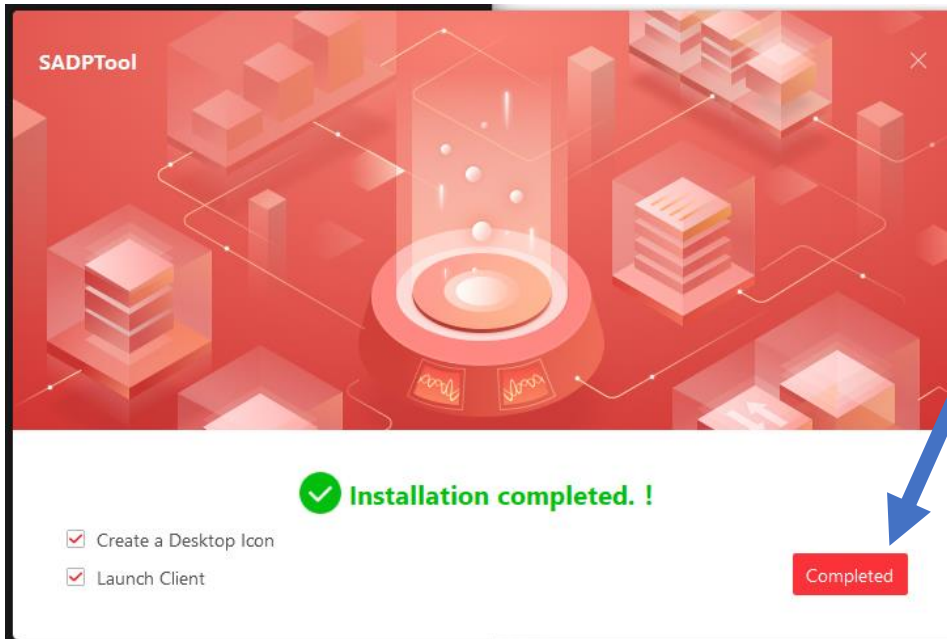 SADPTool
Installation completed. !
Create a Desktop Icon
Launch Client
Completed